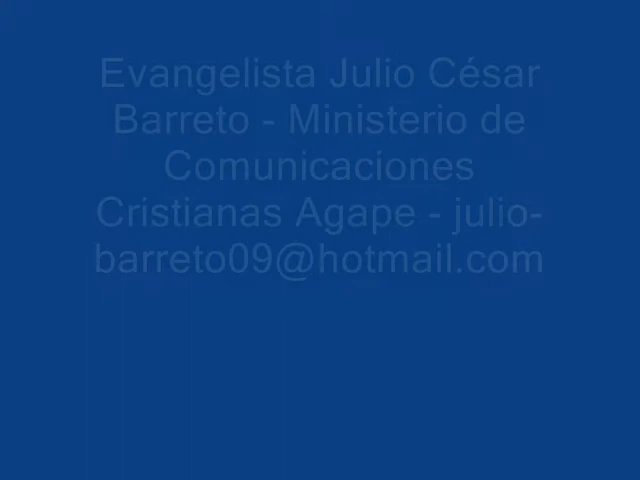 Evangelista Julio César
Barreto - Ministerio de
Comunicaciones
Cristianas Agape - julio-
barreto09@hotmail.com